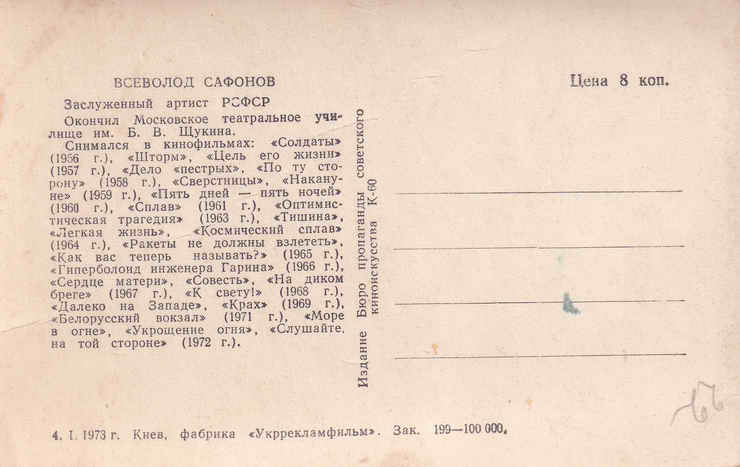 ВСЕВОЛОД САФОНОВ
Заслуженный артист РСФСР
Окончил Московское театральное учи-
лище им. Б. В. Щукина.
Снимался в кинофильмах: «Солдаты»
(1956 г.), «Шторм», «Цель его жизни»
(1957 г.), «Дело «пестрых», «По ту сто-
рону» (1958 г.), «Сверстницы», «Накану-
не» (1959 г.), «Пять дней — пять ночей»
(1960 г.), «Сплав» (1961 г.), «Оптимис-
тическая трагедия» (1963 г.), «Тишина»,
«Легкая жизнь», «Космический сплав»
(1964 г.), «Ракеты не должны взлететь»,
«Как вас теперь называть?» (1965 г.),
«Гиперболоид инженера Гарина» (1966 г.),
«Сердце матери», «Совесть», «На диком
бреге» (1967 г.), «К свету!» (1968 г.),
«Далеко на Западе», «Крах» (1969 г.),
«Белорусский вокзал» (1971 г.), «Море
в огне», «Укрощение огня», «Слушайте,
на той стороне» (1972 г.).
Издание Бюро пропаганды советского
киноискусства К-60
Цена 8 коп.
4. I. 1973 г. Киев, фабрика «Укррекламфильм». Зак. 199—100 000.